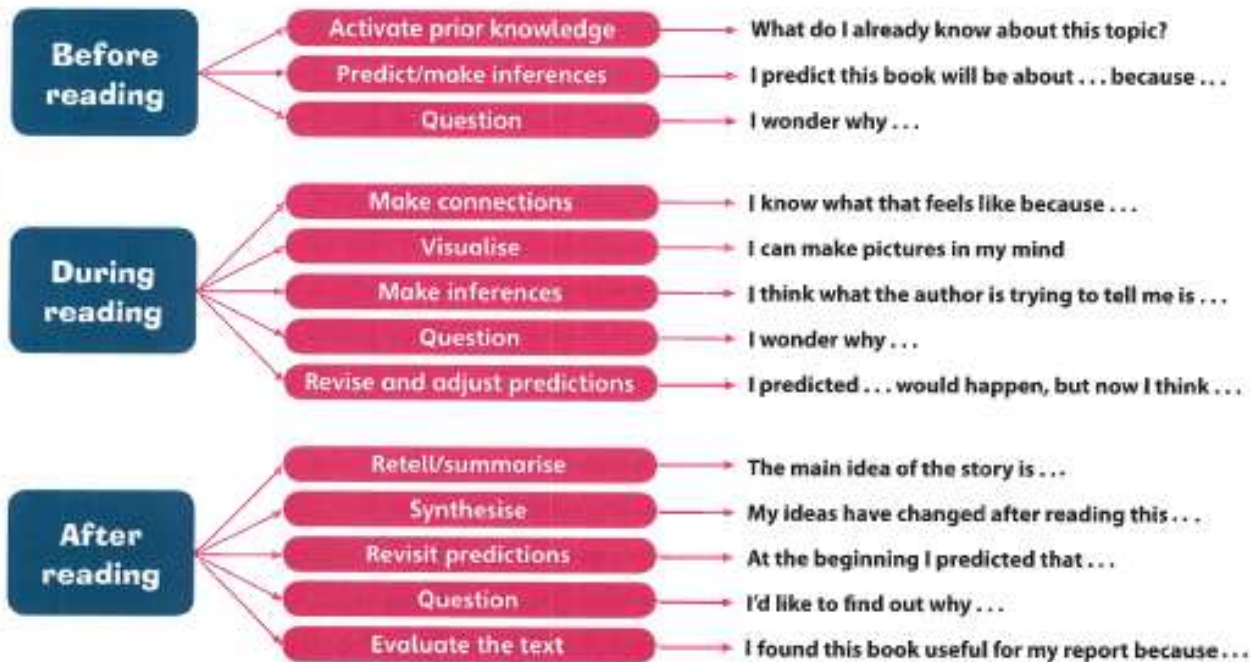 Before
reading
Activate prior knowledge
What do I already know about this topic?
Predict/make inferences
I predict this book will be about . . . because . . .
Question
I wonder why . . .
During
reading
Make connections
I know what that feels like because . . .
Visualise
I can make pictures in my mind
Make inferences
I think what the author is trying to tell me is . . .
Question
I wonder why . . .
Revise and adjust predictions
I predicted . . . would happen, but now I think . . .
After
reading
Retell/summarise
The main idea of the story is . . .
Synthesise
My ideas have changed after reading this . . .
Revisit predictions
At the beginning I predicted that . . .
Question
I'd like to find out why . . .
Evaluate the text
I found this book useful for my report because . . .